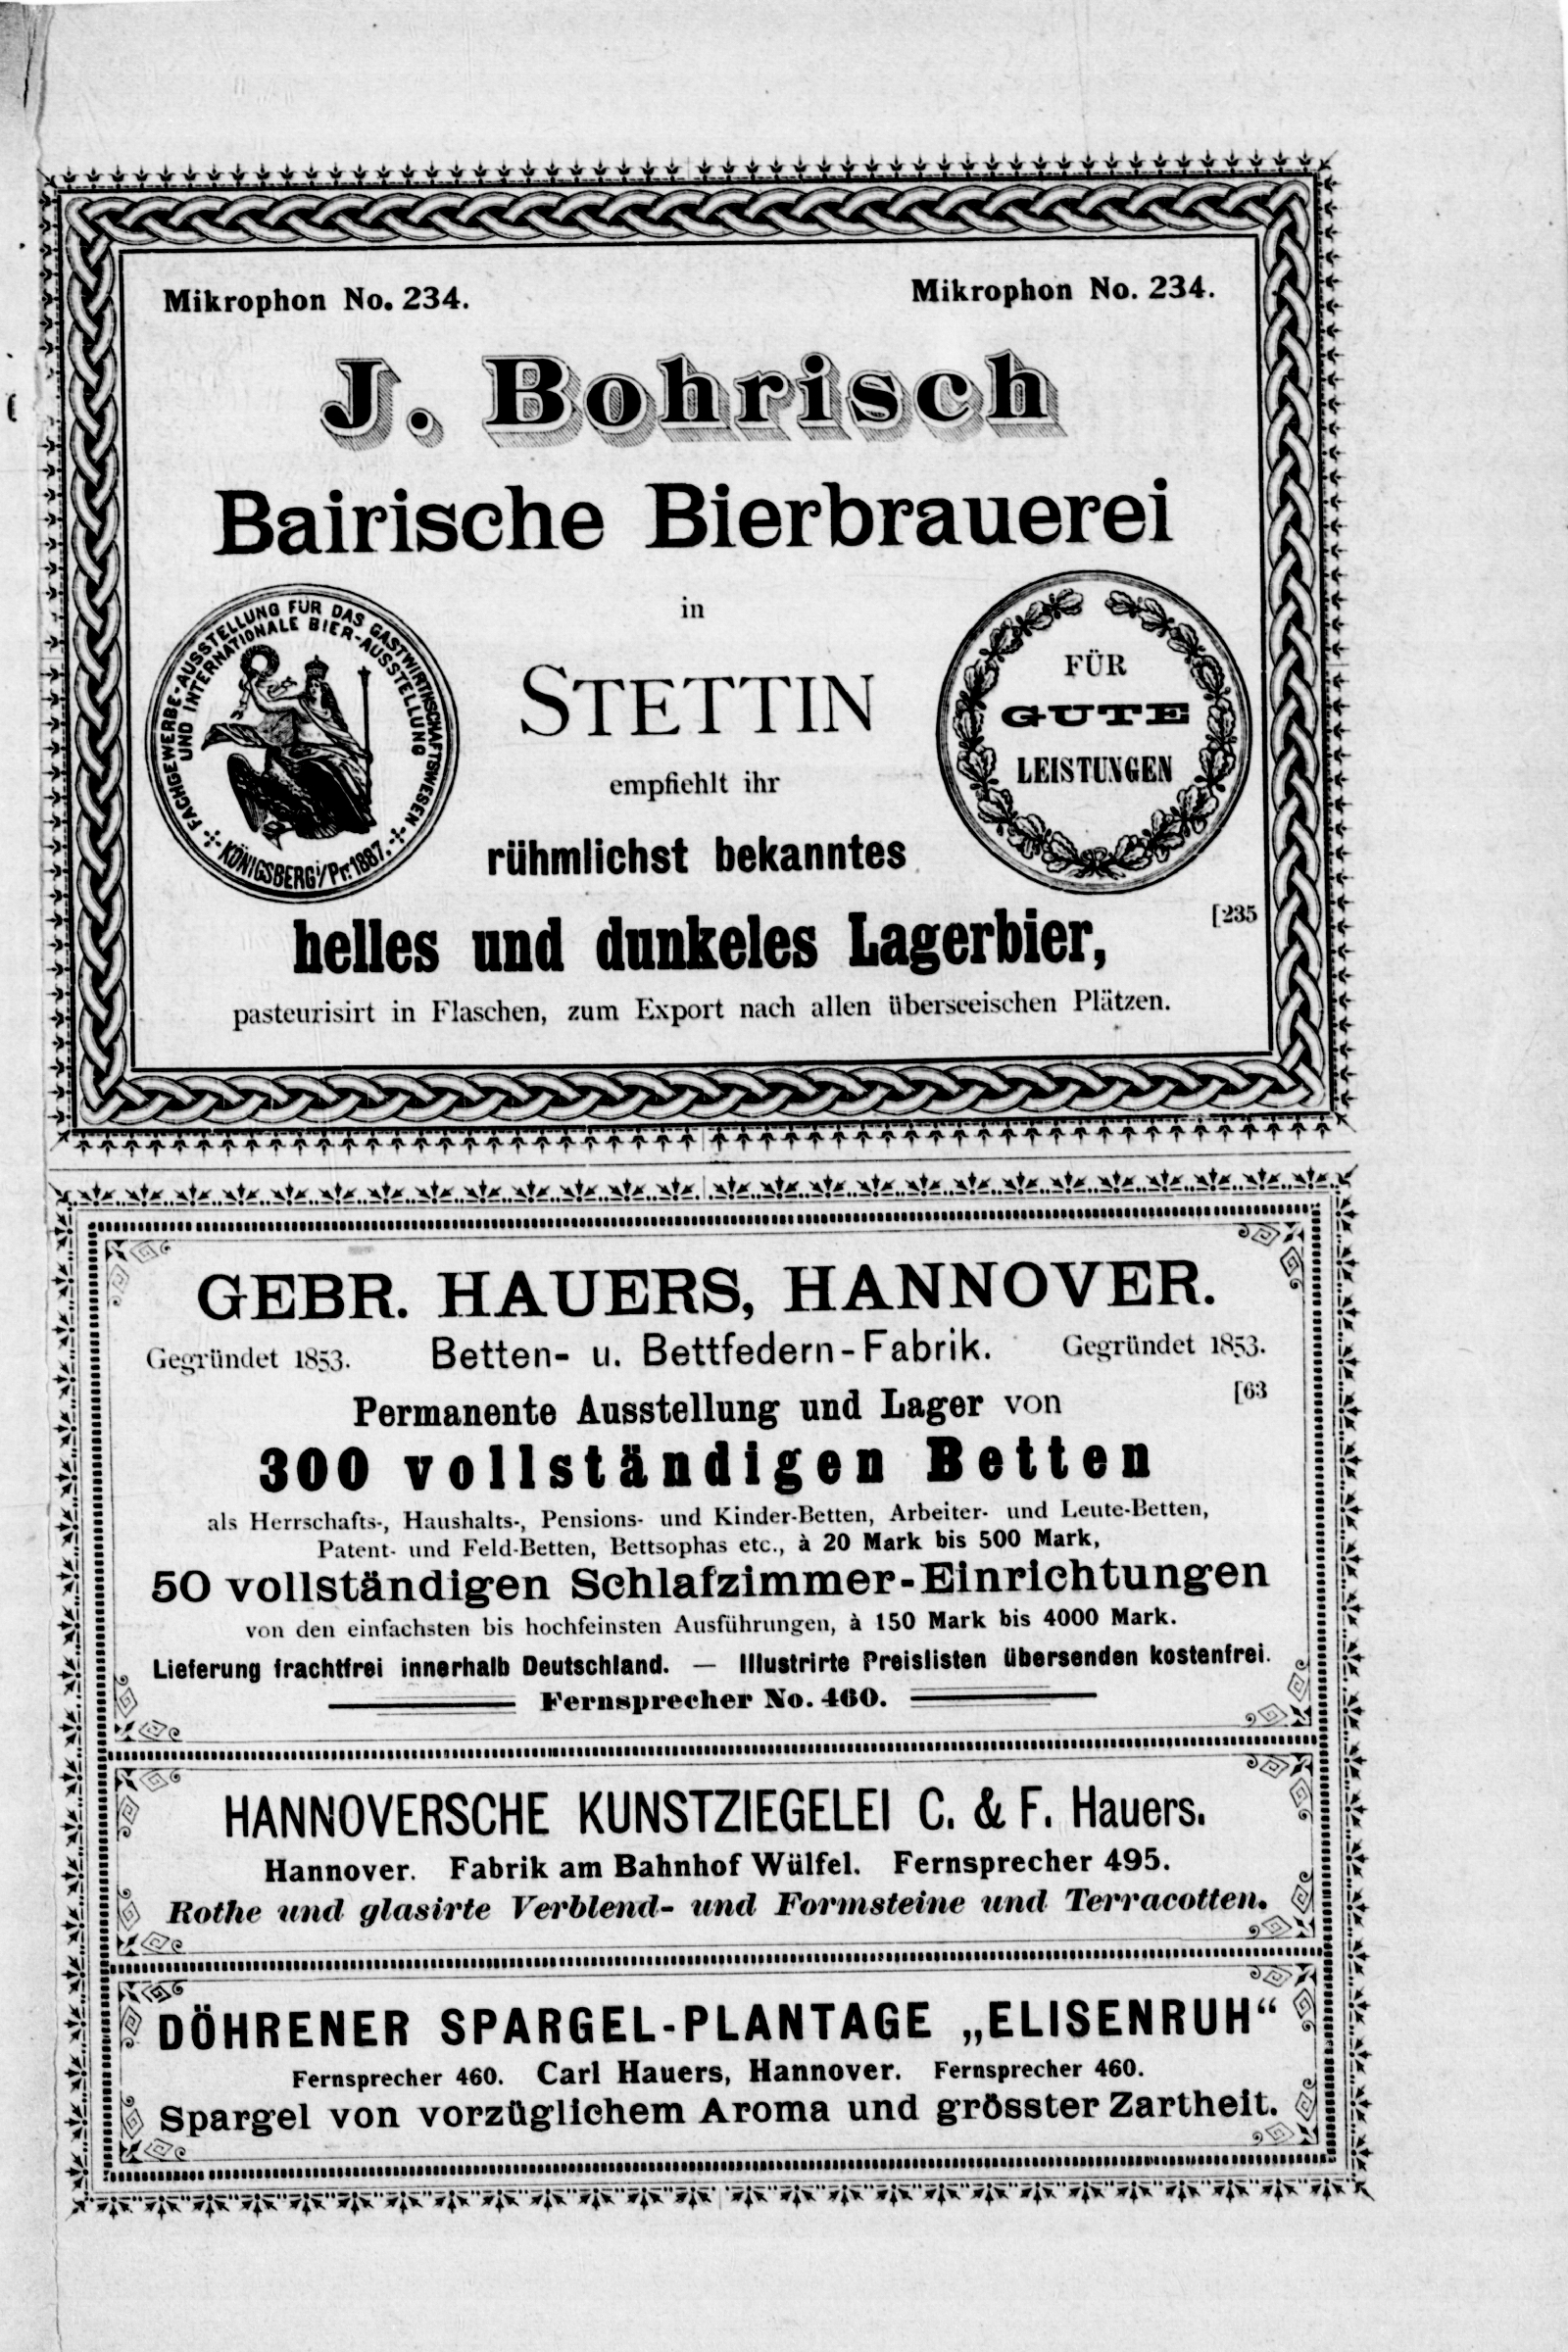 Mikrophon No. 234. Mikrophon No. 234.
J. Bohrisch
Bairische Bierbrauerei
in
STETTIN
empfiehlt ihr
rühmlichst bekanntes
FACHGEWERBE-AUSSTELLUNG FÜR DAS GASTWIRTHSCHAFTSWESEN
UND INTERNATIONALE BIER-AUSSTELLUNG
KÖNIGSBERG i/Pr. 1887.
FÜR
GUTE
LEISTUNGEN
[235
helles und dunkeles Lagerbier,
pasteurisirt in Flaschen, zum Export nach allen überseeischen Plätzen.
GEBR. HAUERS, HANNOVER.
Gegründet 1853. Betten- u. Bettfedern-Fabrik. Gegründet 1853.
Permanente Ausstellung und Lager von [63
300 vollständigen Betten
als Herrschafts-, Haushalts-, Pensions- und Kinder-Betten, Arbeiter- und Leute-Betten,
Patent- und Feld-Betten, Bettsophas etc., à 20 Mark bis 500 Mark,
50 vollständigen Schlafzimmer-Einrichtungen
von den einfachsten bis hochfeinsten Ausführungen, à 150 Mark bis 4000 Mark.
Lieferung frachtfrei innerhalb Deutschland. — Illustrirte Preislisten übersenden kostenfrei.
Fernsprecher No. 460.
HANNOVERSCHE KUNSTZIEGELEI C. & F. Hauers.
Hannover. Fabrik am Bahnhof Wülfel. Fernsprecher 495.
Rothe und glasirte Verblend- und Formsteine und Terracotten.
DÖHRENER SPARGEL-PLANTAGE „ELISENRUH“
Fernsprecher 460. Carl Hauers, Hannover. Fernsprecher 460.
Spargel von vorzüglichem Aroma und grösster Zartheit.